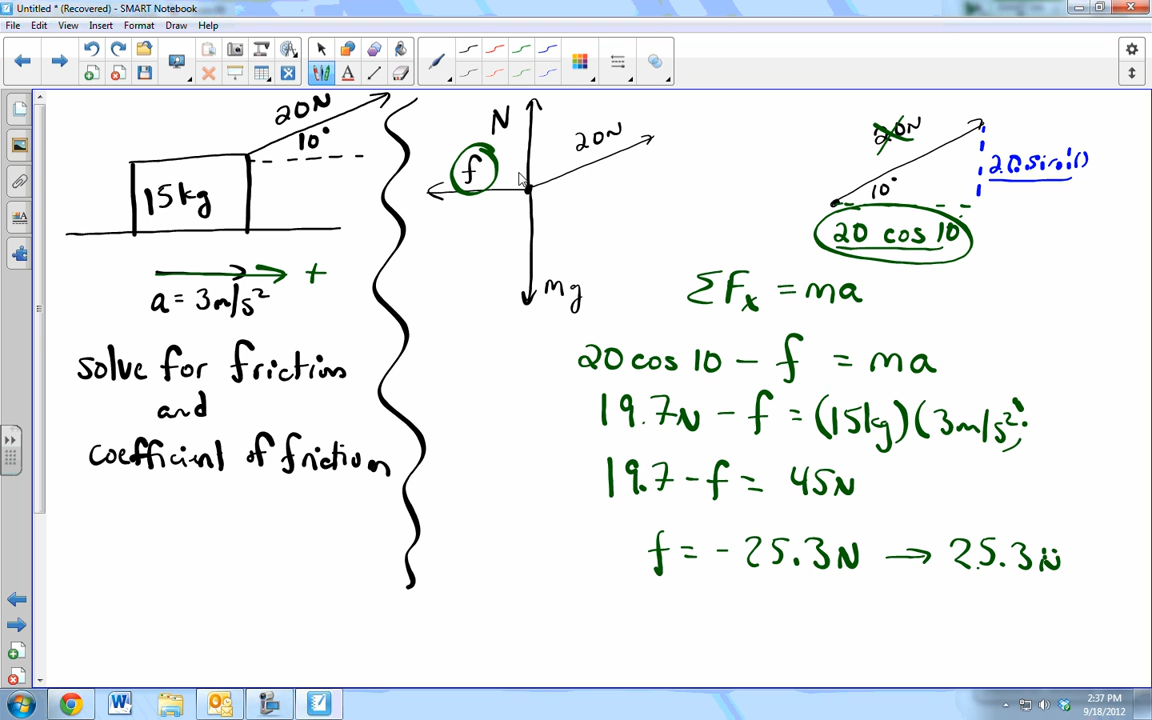 Untitled * (Recovered) - SMART Notebook
File Edit View Insert Format Draw Help
20N
10°
15kg
a = 3m/s²
+
solve for friction
and
coefficient of friction
N
f
20N
mg
20N
10°
20 cos 10
ΣFx = ma
20 cos 10 - f = ma
19.7N - f = (15kg)(3m/s²)
19.7 - f = 45N
f = - 25.3N → 25.3N
2:37 PM
9/18/2012